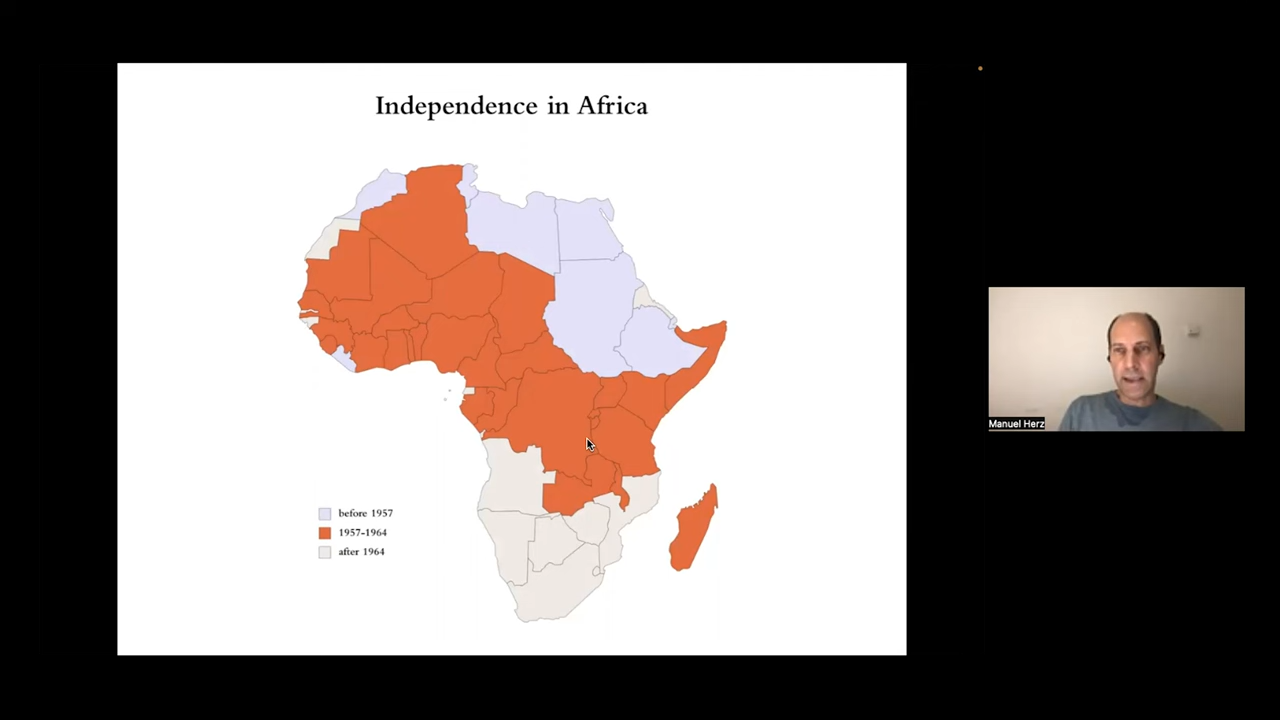 Independence in Africa
before 1957
1957-1964
after 1964
Manuel Herz